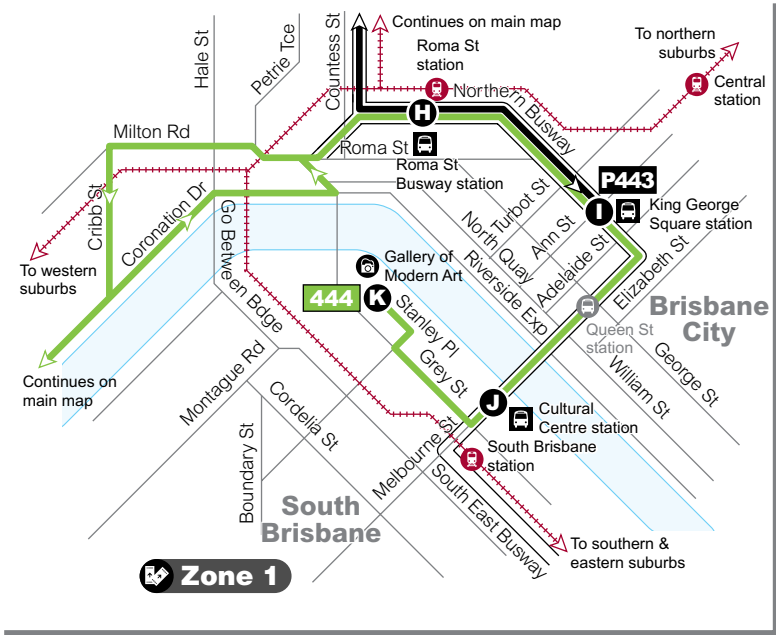 Hale St
Petrie Tce
Countess St
Continues on main map
Roma St
station
To northern
suburbs
Central
station
Northern Busway
Milton Rd
H
Roma St
Roma St
Busway station
P443
I
King George
Square station
Turbot St
Ann St
Adelaide St
Elizabeth St
North Quay
Riverside Exp
Cribb St
Coronation Dr
Go Between Bdge
To western
suburbs
Gallery of
Modern Art
444
K
Stanley Pl
Grey St
Queen St
station
Brisbane
City
George St
William St
Continues on
main map
Montague Rd
Cordelia St
Boundary St
Melbourne St
J
Cultural
Centre station
South Brisbane
station
South East Busway
South
Brisbane
To southern &
eastern suburbs
Zone 1